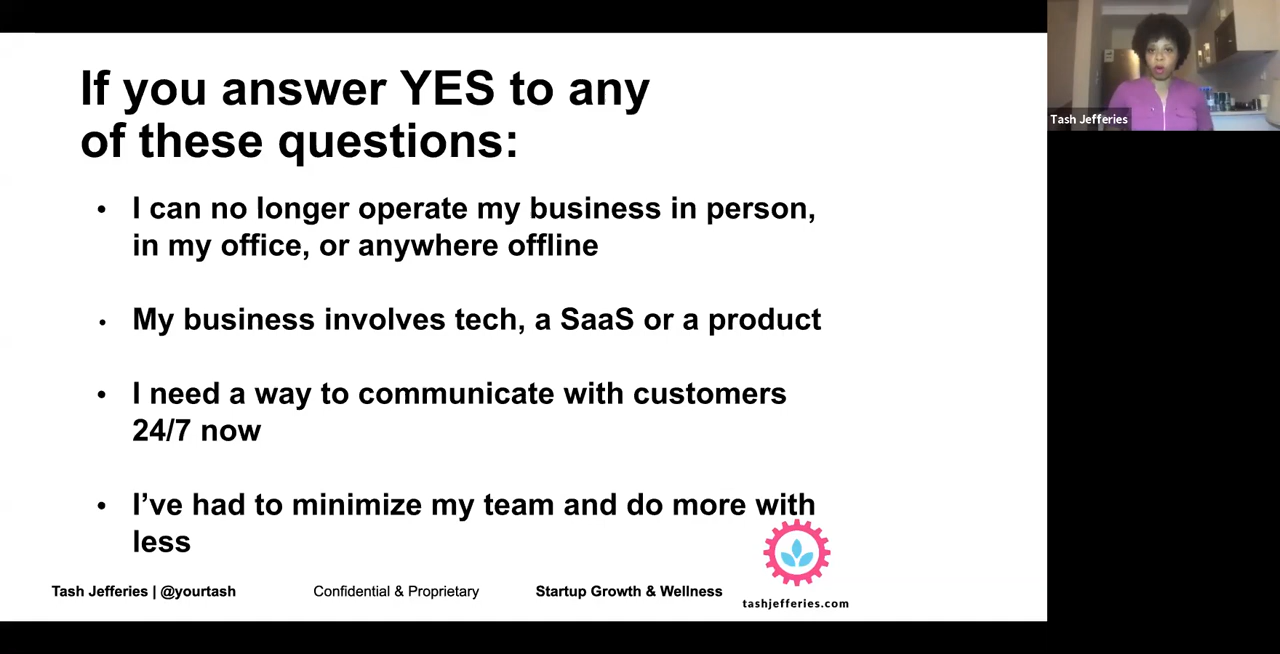 If you answer YES to any
of these questions:
• I can no longer operate my business in person,
in my office, or anywhere offline
• My business involves tech, a SaaS or a product
• I need a way to communicate with customers
24/7 now
• I’ve had to minimize my team and do more with
less
Tash Jefferies | @yourtash
Confidential & Proprietary
Startup Growth & Wellness
tashjefferies.com
Tash Jefferies